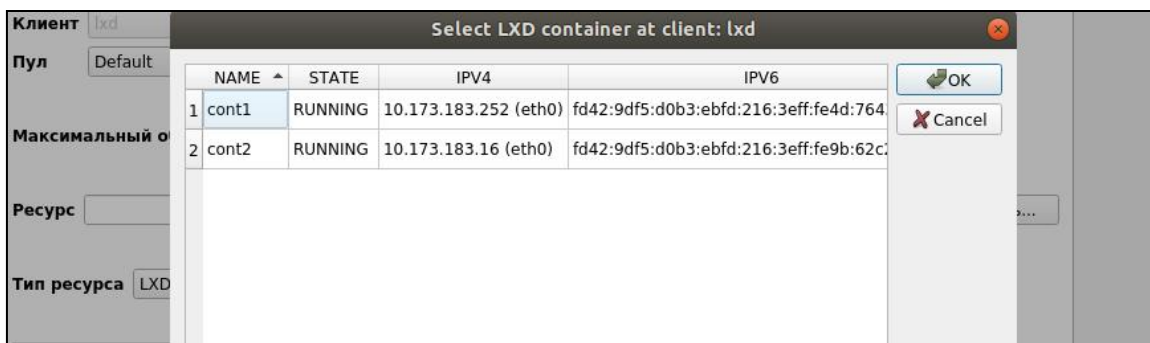 Клиент lxd Select LXD container at client: lxd
Пул Default
NAME STATE IPV4 IPV6 OK
1 cont1 RUNNING 10.173.183.252 (eth0) fd42:9df5:d0b3:ebfd:216:3eff:fe4d:764
Cancel
Максимальный о
2 cont2 RUNNING 10.173.183.16 (eth0) fd42:9df5:d0b3:ebfd:216:3eff:fe9b:62c2
Ресурс ...
Тип ресурса LXD